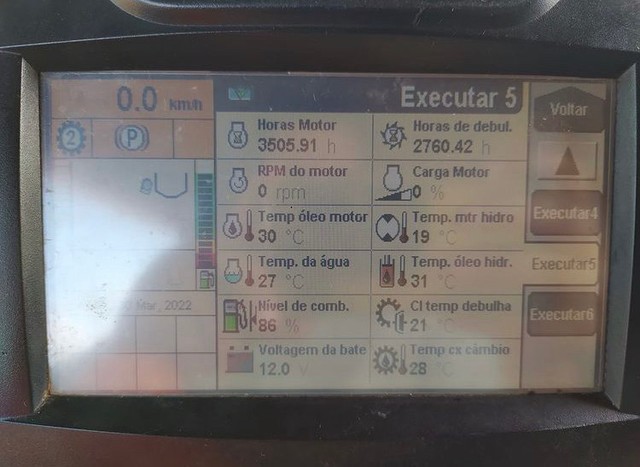 0.0 km/h
Executar 5
Voltar
2
P
Horas Motor
3505.91 h
Horas de debul.
2760.42 h
RPM do motor
0 rpm
Carga Motor
0 %
Executar4
Temp óleo motor
30 °C
Temp. mtr hidro
19 °C
Temp. da água
27 °C
Temp. óleo hidr.
31 °C
Executar5
Nível de comb.
86 %
Cl temp debulha
21 °C
Executar6
Mar, 2022
Voltagem da bate
12.0 V
Temp cx câmbio
28 °C